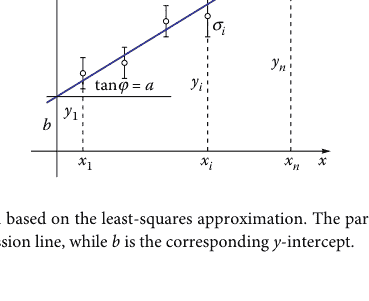 σi
yn
yi
tanφ = a
y1
b
x1
xi
xn
x
based on the least-squares approximation. The par
ssion line, while b is the corresponding y-intercept.